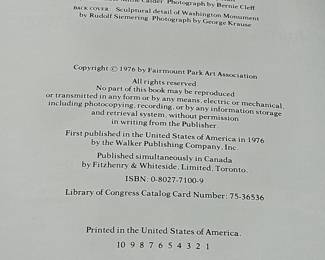 Calder. Photograph by Bernie Cleff
BACK COVER Sculptural detail of Washington Monument
by Rudolf Siemering Photograph by George Krause
Copyright © 1976 by Fairmount Park Art Association
All rights reserved
No part of this book may be reproduced
or transmitted in any form or by any means, electric or mechanical,
including photocopying, recording, or by any information storage
and retrieval system, without permission
in writing from the Publisher.
First published in the United States of America in 1976
by the Walker Publishing Company, Inc.
Published simultaneously in Canada
by Fitzhenry & Whiteside, Limited, Toronto.
ISBN: 0-8027-7100-9
Library of Congress Catalog Card Number: 75-36536
Printed in the United States of America.
10 9 8 7 6 5 4 3 2 1